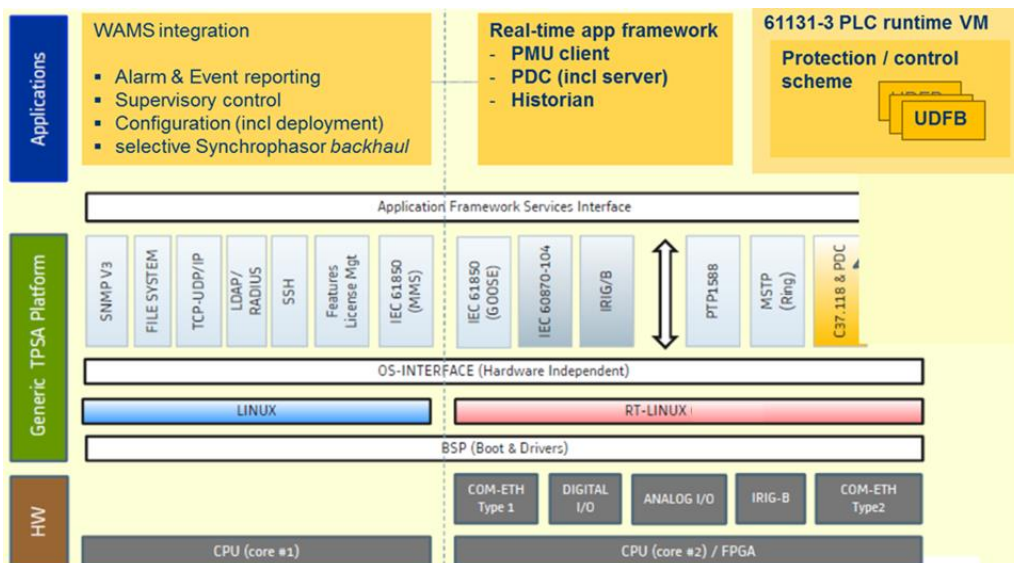 Applications
WAMS integration
▪ Alarm & Event reporting
▪ Supervisory control
▪ Configuration (incl deployment)
▪ selective Synchrophasor backhaul
Real-time app framework
- PMU client
- PDC (incl server)
- Historian
61131-3 PLC runtime VM
Protection / control
scheme
UDFB
Application Framework Services Interface
Generic TPSA Platform
SNMP V3
FILE SYSTEM
TCP-UDP/IP
LDAP/
RADIUS
SSH
Features
License Mgt
IEC 61850
(MMS)
IEC 61850
(GOOSE)
IEC 60870-104
IRIG/B
PTP1588
MSTP
(Ring)
C37.118 & PDC
OS-INTERFACE (Hardware Independent)
LINUX
RT-LINUX
BSP (Boot & Drivers)
HW
COM-ETH
Type 1
DIGITAL
I/O
ANALOG I/O
IRIG-B
COM-ETH
Type2
CPU (core #1)
CPU (core #2) / FPGA